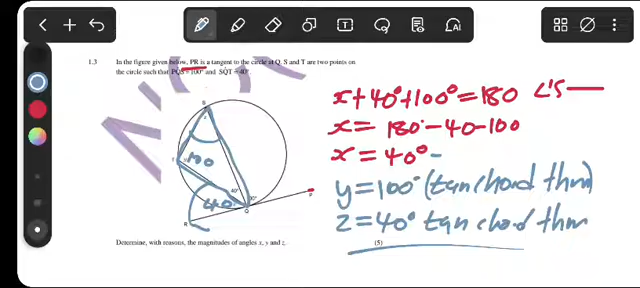 1.3 In the figure given below, PR is a tangent to the circle at Q. S and T are two points
on the circle such that PQS = 100° and SQT = 40°
x+40°+100°=180 <'s
x= 180-40-100
x=40°
y=100° (tan chord thm)
z=40° tan chord thm
S
z
T
100
40°
40
Q
R
Determine, with reasons, the magnitudes of angles x, y and z.
(5)